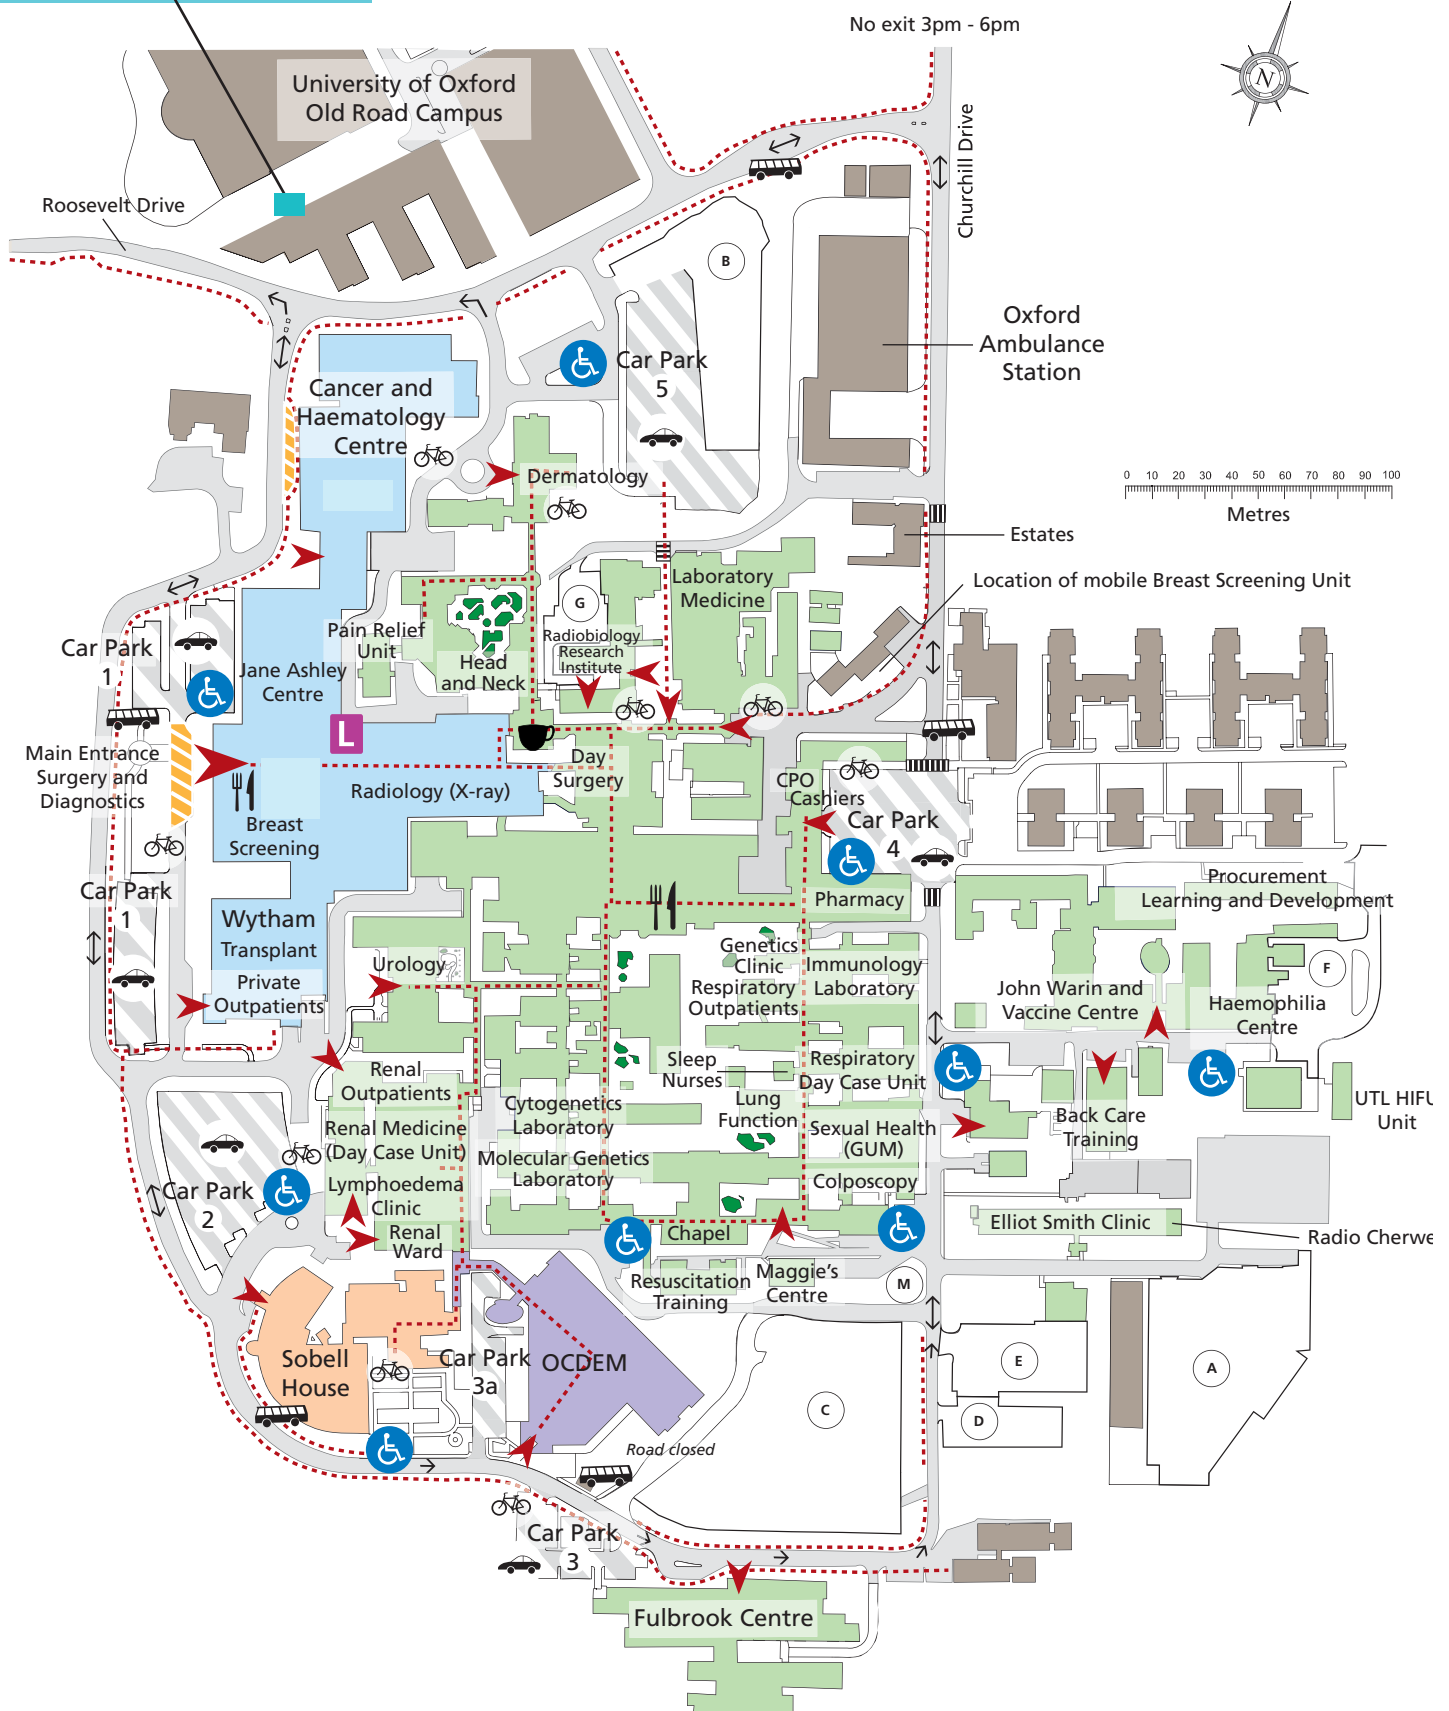 No exit 3pm - 6pm
University of Oxford
Old Road Campus
N
Churchill Drive
Roosevelt Drive
B
Oxford
Ambulance
Station
Car Park
5
Cancer and
Haematology
Centre
Dermatology
0 10 20 30 40 50 60 70 80 90 100
Metres
Estates
Location of mobile Breast Screening Unit
Laboratory
Medicine
G
Radiobiology
Research
Institute
Pain Relief
Unit
Head
and Neck
Car Park
1
Jane Ashley
Centre
L
Main Entrance
Surgery and
Diagnostics
Day
Surgery
Radiology (X-ray)
CPO
Cashiers
Car Park
4
Breast
Screening
Car Park
1
Pharmacy
Procurement
Learning and Development
Wytham
Transplant
Private
Outpatients
Urology
Genetics
Clinic
Respiratory
Outpatients
Immunology
Laboratory
F
John Warin and
Vaccine Centre
Haemophilia
Centre
Renal
Outpatients
Sleep
Nurses
Respiratory
Day Case Unit
Lung
Function
Cytogenetics
Laboratory
UTL HIFU
Unit
Back Care
Training
Renal Medicine
(Day Case Unit)
Sexual Health
(GUM)
Molecular Genetics
Laboratory
Colposcopy
Lymphoedema
Clinic
Car Park
2
Renal
Ward
Chapel
Elliot Smith Clinic
Radio Cherwe
Resuscitation
Training
Maggie's
Centre
M
Sobell
House
Car Park
3a
OCDEM
E
A
C
D
Road closed
Car Park
3
Fulbrook Centre